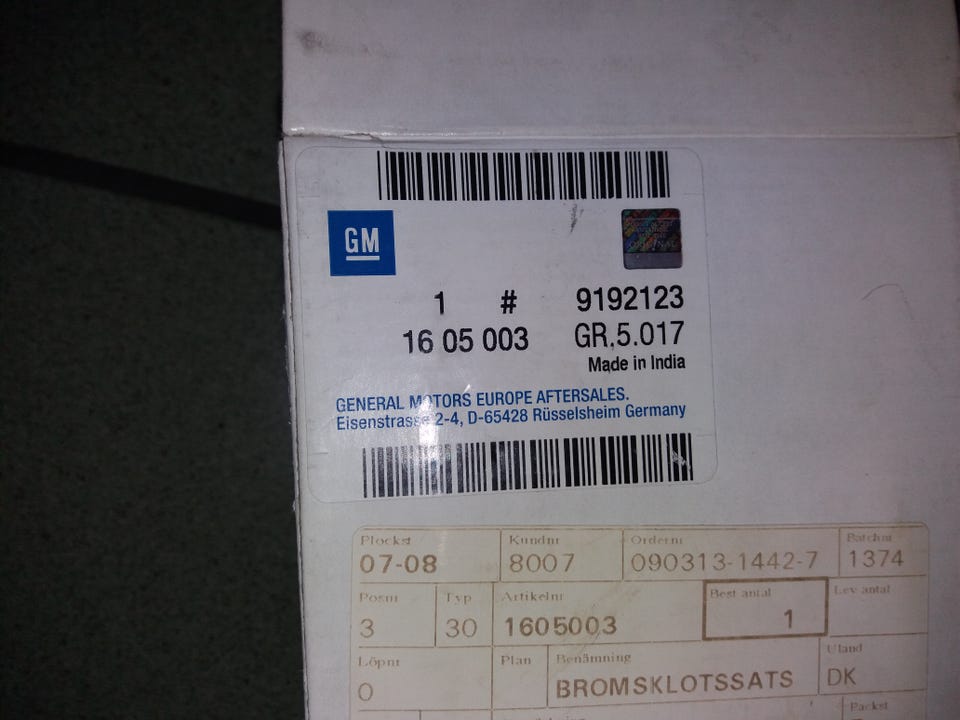 GM
ORIGINAL
1 # 9192123
16 05 003 GR.5.017
Made in India
GENERAL MOTORS EUROPE AFTERSALES.
Eisenstrasse 2-4, D-65428 Rüsselsheim Germany
Plockst Kundnr Ordernr Batchnr
07-08 8007 090313-1442-7 1374
Posnr Typ Artikelnr Best antal Lev antal
3 30 1605003 1
Löpnr Plan Benämning Uland
0 BROMSKLOTSSATS DK
Packst